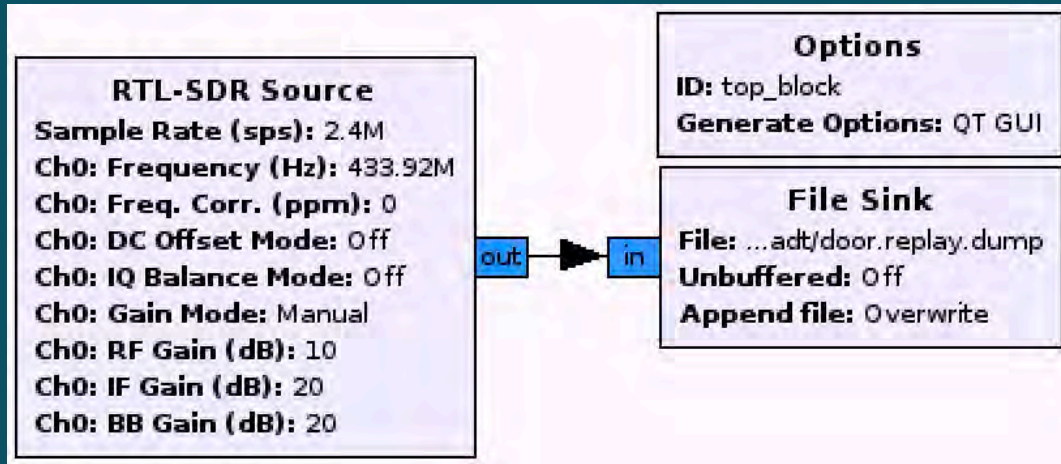 RTL-SDR Source
Sample Rate (sps): 2.4M
Ch0: Frequency (Hz): 433.92M
Ch0: Freq. Corr. (ppm): 0
Ch0: DC Offset Mode: Off
Ch0: IQ Balance Mode: Off
Ch0: Gain Mode: Manual
Ch0: RF Gain (dB): 10
Ch0: IF Gain (dB): 20
Ch0: BB Gain (dB): 20
out
in
Options
ID: top_block
Generate Options: QT GUI
File Sink
File: ...adt/door.replay.dump
Unbuffered: Off
Append file: Overwrite